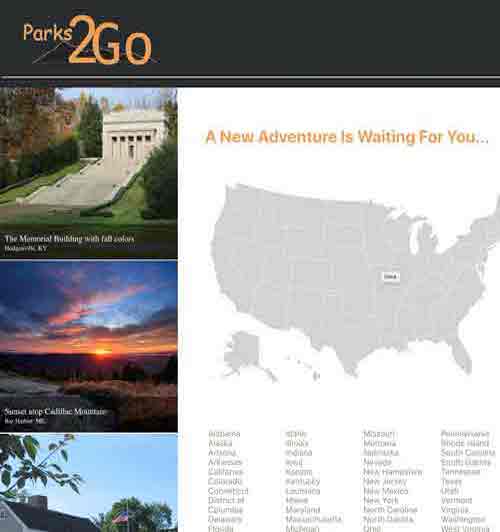 Parks
2Go
A New Adventure Is Waiting For You...
The Memorial Building with fall colors
Hodgenville, KY
Sunset atop Cadillac Mountain
Bar Harbor, ME
Alabama
Alaska
Arizona
Arkansas
California
Colorado
Conneticut
District of
Columbia
Delaware
Florida
Idaho
Illinois
Indiana
Iowa
Kansas
Kentucky
Louisiana
Maine
Maryland
Massachusetts
Michigan
Missouri
Montana
Nebraska
Nevada
New Hampshire
New Jersey
New Mexico
New York
North Carolina
North Dakota
Ohio
Pennsylvania
Rhode Island
South Carolina
South Dakota
Tennessee
Texas
Utah
Vermont
Virginia
Washington
West Virginia